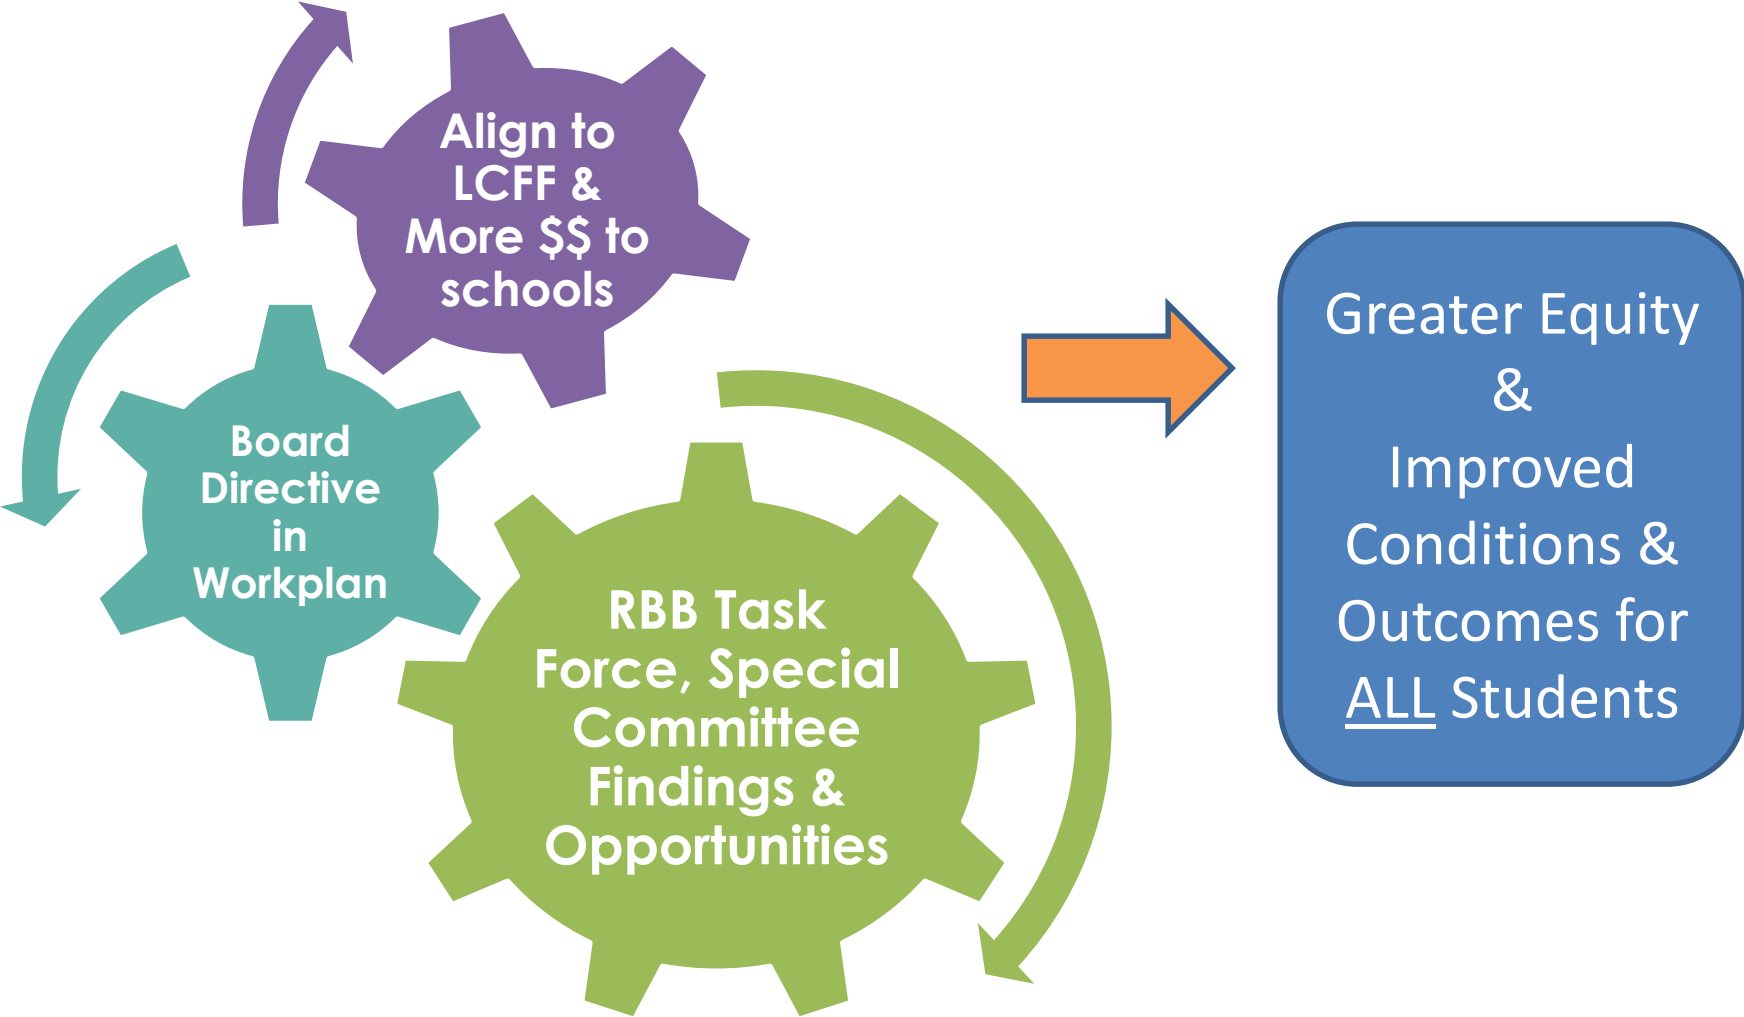 Align to
LCFF &
More $$ to
schools
Board
Directive
in
Workplan
RBB Task
Force, Special
Committee
Findings &
Opportunities
Greater Equity
&
Improved
Conditions &
Outcomes for
ALL Students